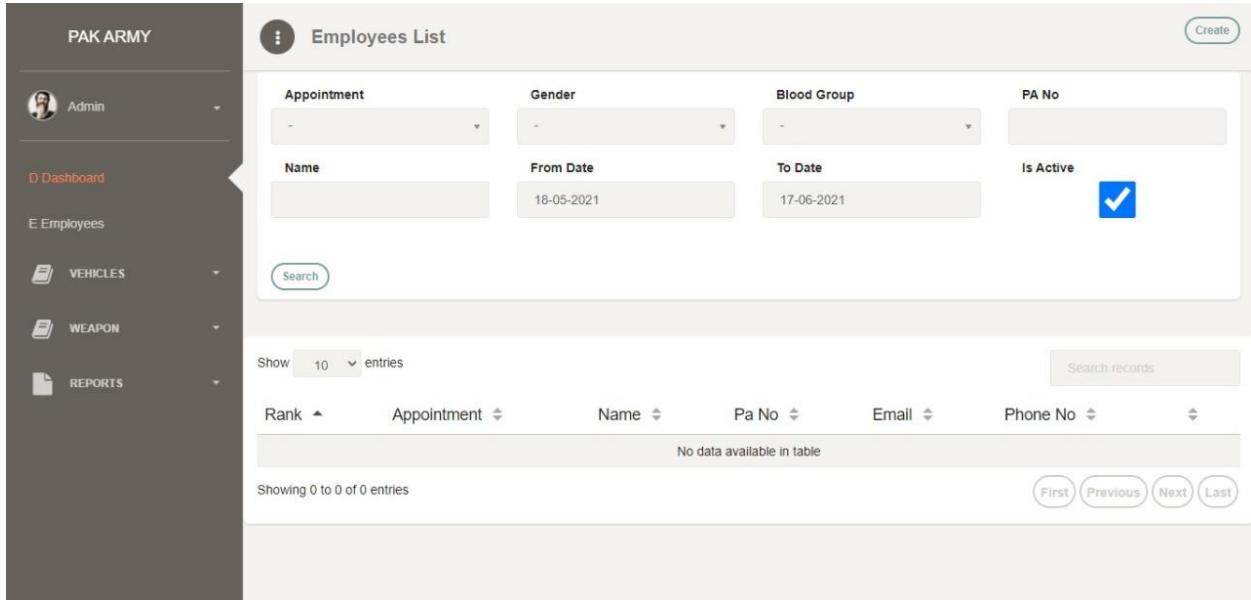 PAK ARMY
Employees List
Create
Admin
D Dashboard
E Employees
VEHICLES
WEAPON
REPORTS
Appointment Gender Blood Group PA No
- - -
Name From Date To Date Is Active
18-05-2021 17-06-2021
Search
Show 10 entries
Search records
Rank Appointment Name Pa No Email Phone No
No data available in table
Showing 0 to 0 of 0 entries
First Previous Next Last